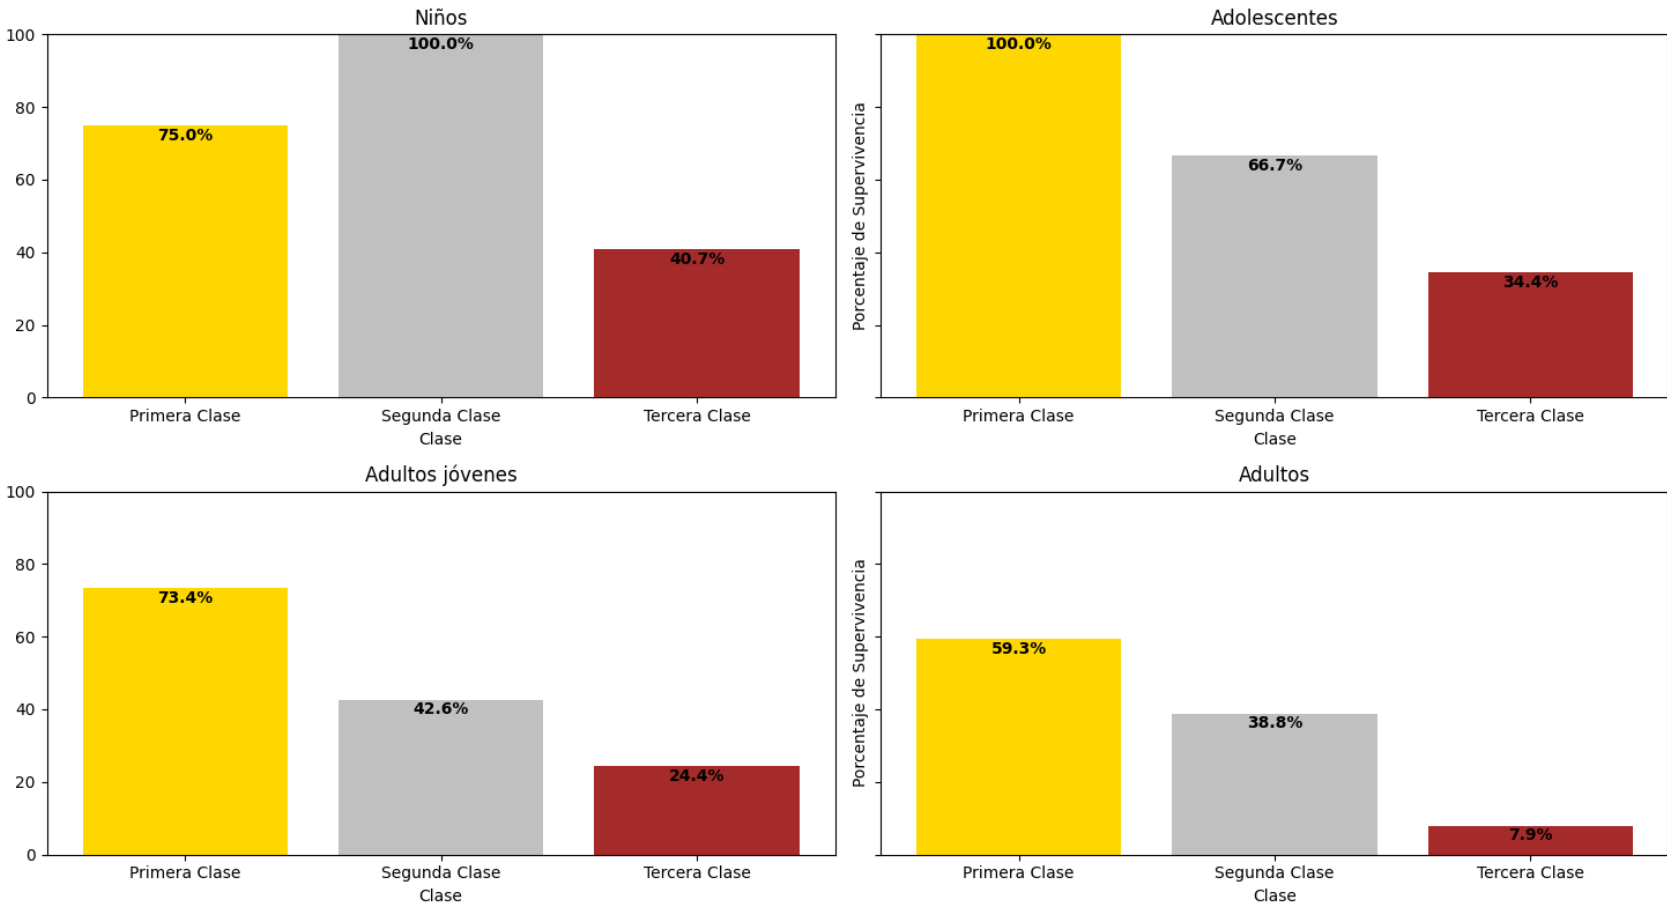 Niños
100
80
60
40
20
0
75.0%
100.0%
40.7%
Primera Clase
Segunda Clase
Tercera Clase
Clase
Adolescentes
Porcentaje de Supervivencia
100.0%
66.7%
34.4%
Primera Clase
Segunda Clase
Tercera Clase
Clase
Adultos jóvenes
100
80
60
40
20
0
73.4%
42.6%
24.4%
Primera Clase
Segunda Clase
Tercera Clase
Clase
Adultos
Porcentaje de Supervivencia
59.3%
38.8%
7.9%
Primera Clase
Segunda Clase
Tercera Clase
Clase